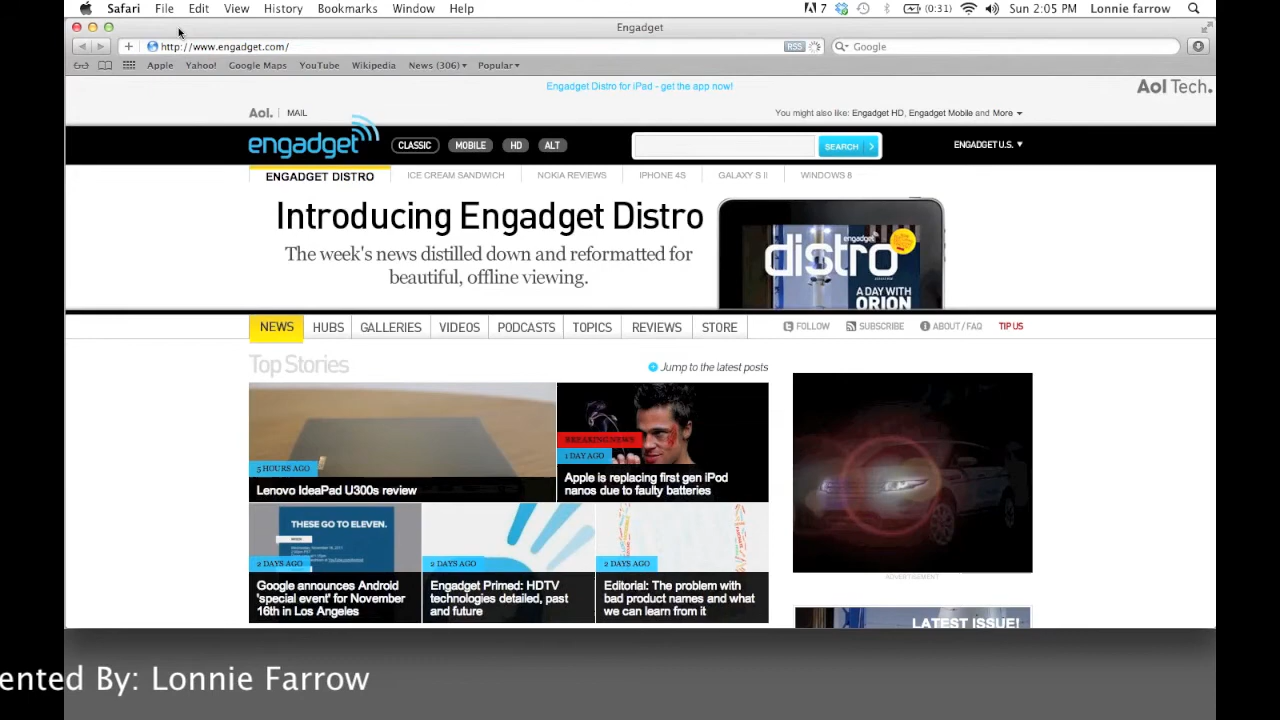 Safari File Edit View History Bookmarks Window Help 7 (0:31) Sun 2:05 PM Lonnie farrow
Engadget
http://www.engadget.com/ RSS Google
Apple Yahoo! Google Maps YouTube Wikipedia News (306) Popular
Engadget Distro for iPad - get the app now! Aol Tech.
Aol. MAIL You might also like: Engadget HD, Engadget Mobile and More
engadget CLASSIC MOBILE HD ALT SEARCH ENGADGET U.S.
ENGADGET DISTRO ICE CREAM SANDWICH NOKIA REVIEWS IPHONE 4S GALAXY S II WINDOWS 8
Introducing Engadget Distro
The week's news distilled down and reformatted for
beautiful, offline viewing.
engadget
distro
A DAY WITH
ORION
NEWS HUBS GALLERIES VIDEOS PODCASTS TOPICS REVIEWS STORE FOLLOW SUBSCRIBE ABOUT / FAQ TIP US
Top Stories Jump to the latest posts
5 HOURS AGO
Lenovo IdeaPad U300s review
BREAKING NEWS
1 DAY AGO
Apple is replacing first gen iPod
nanos due to faulty batteries
THESE GO TO ELEVEN.
2 DAYS AGO
Google announces Android
'special event' for November
16th in Los Angeles
2 DAYS AGO
Engadget Primed: HDTV
technologies detailed, past
and future
2 DAYS AGO
Editorial: The problem with
bad product names and what
we can learn from it
ADVERTISEMENT
LATEST ISSUE!
ented By: Lonnie Farrow